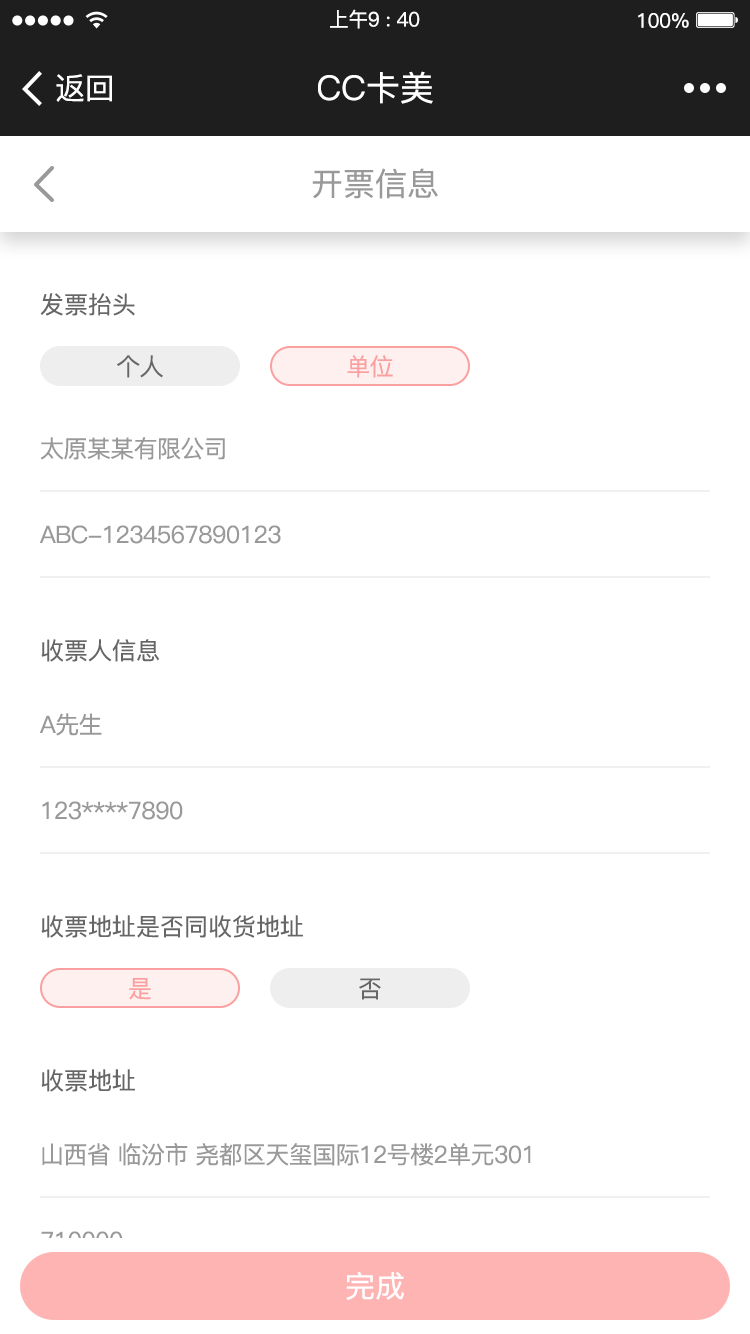 上午9 : 40
100%
返回
CC卡美
开票信息
发票抬头
个人
单位
太原某某有限公司
ABC–1234567890123
收票人信息
A先生
123****7890
收票地址是否同收货地址
是
否
收票地址
山西省 临汾市 尧都区天玺国际12号楼2单元301
完成